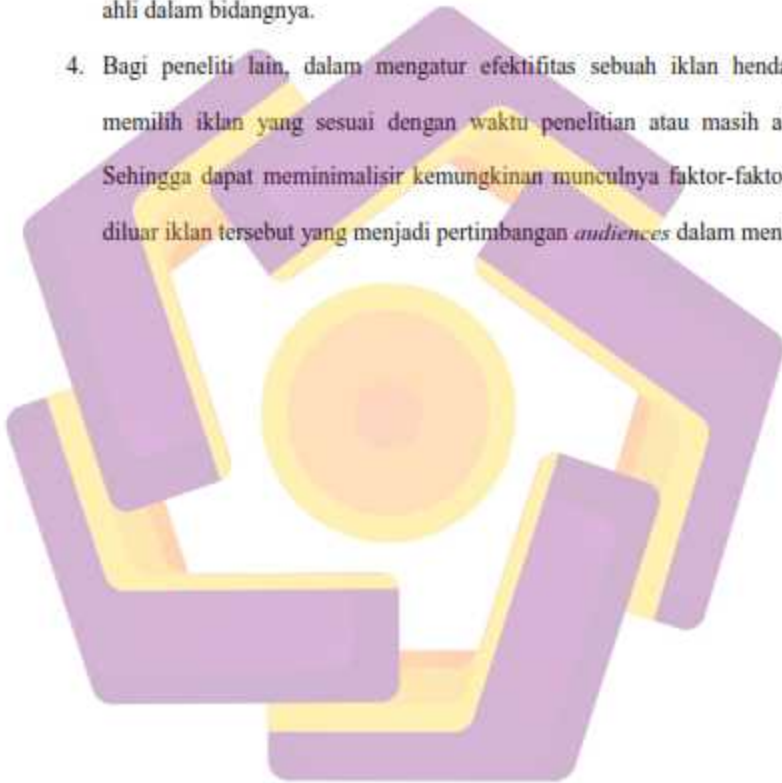 ahli dalam bidangnya.
4. Bagi peneliti lain, dalam mengatur efektifitas sebuah iklan henda
memilih iklan yang sesuai dengan waktu penelitian atau masih a
Sehingga dapat meminimalisir kemungkinan munculnya faktor-fakto
diluar iklan tersebut yang menjadi pertimbangan audiences dalam men